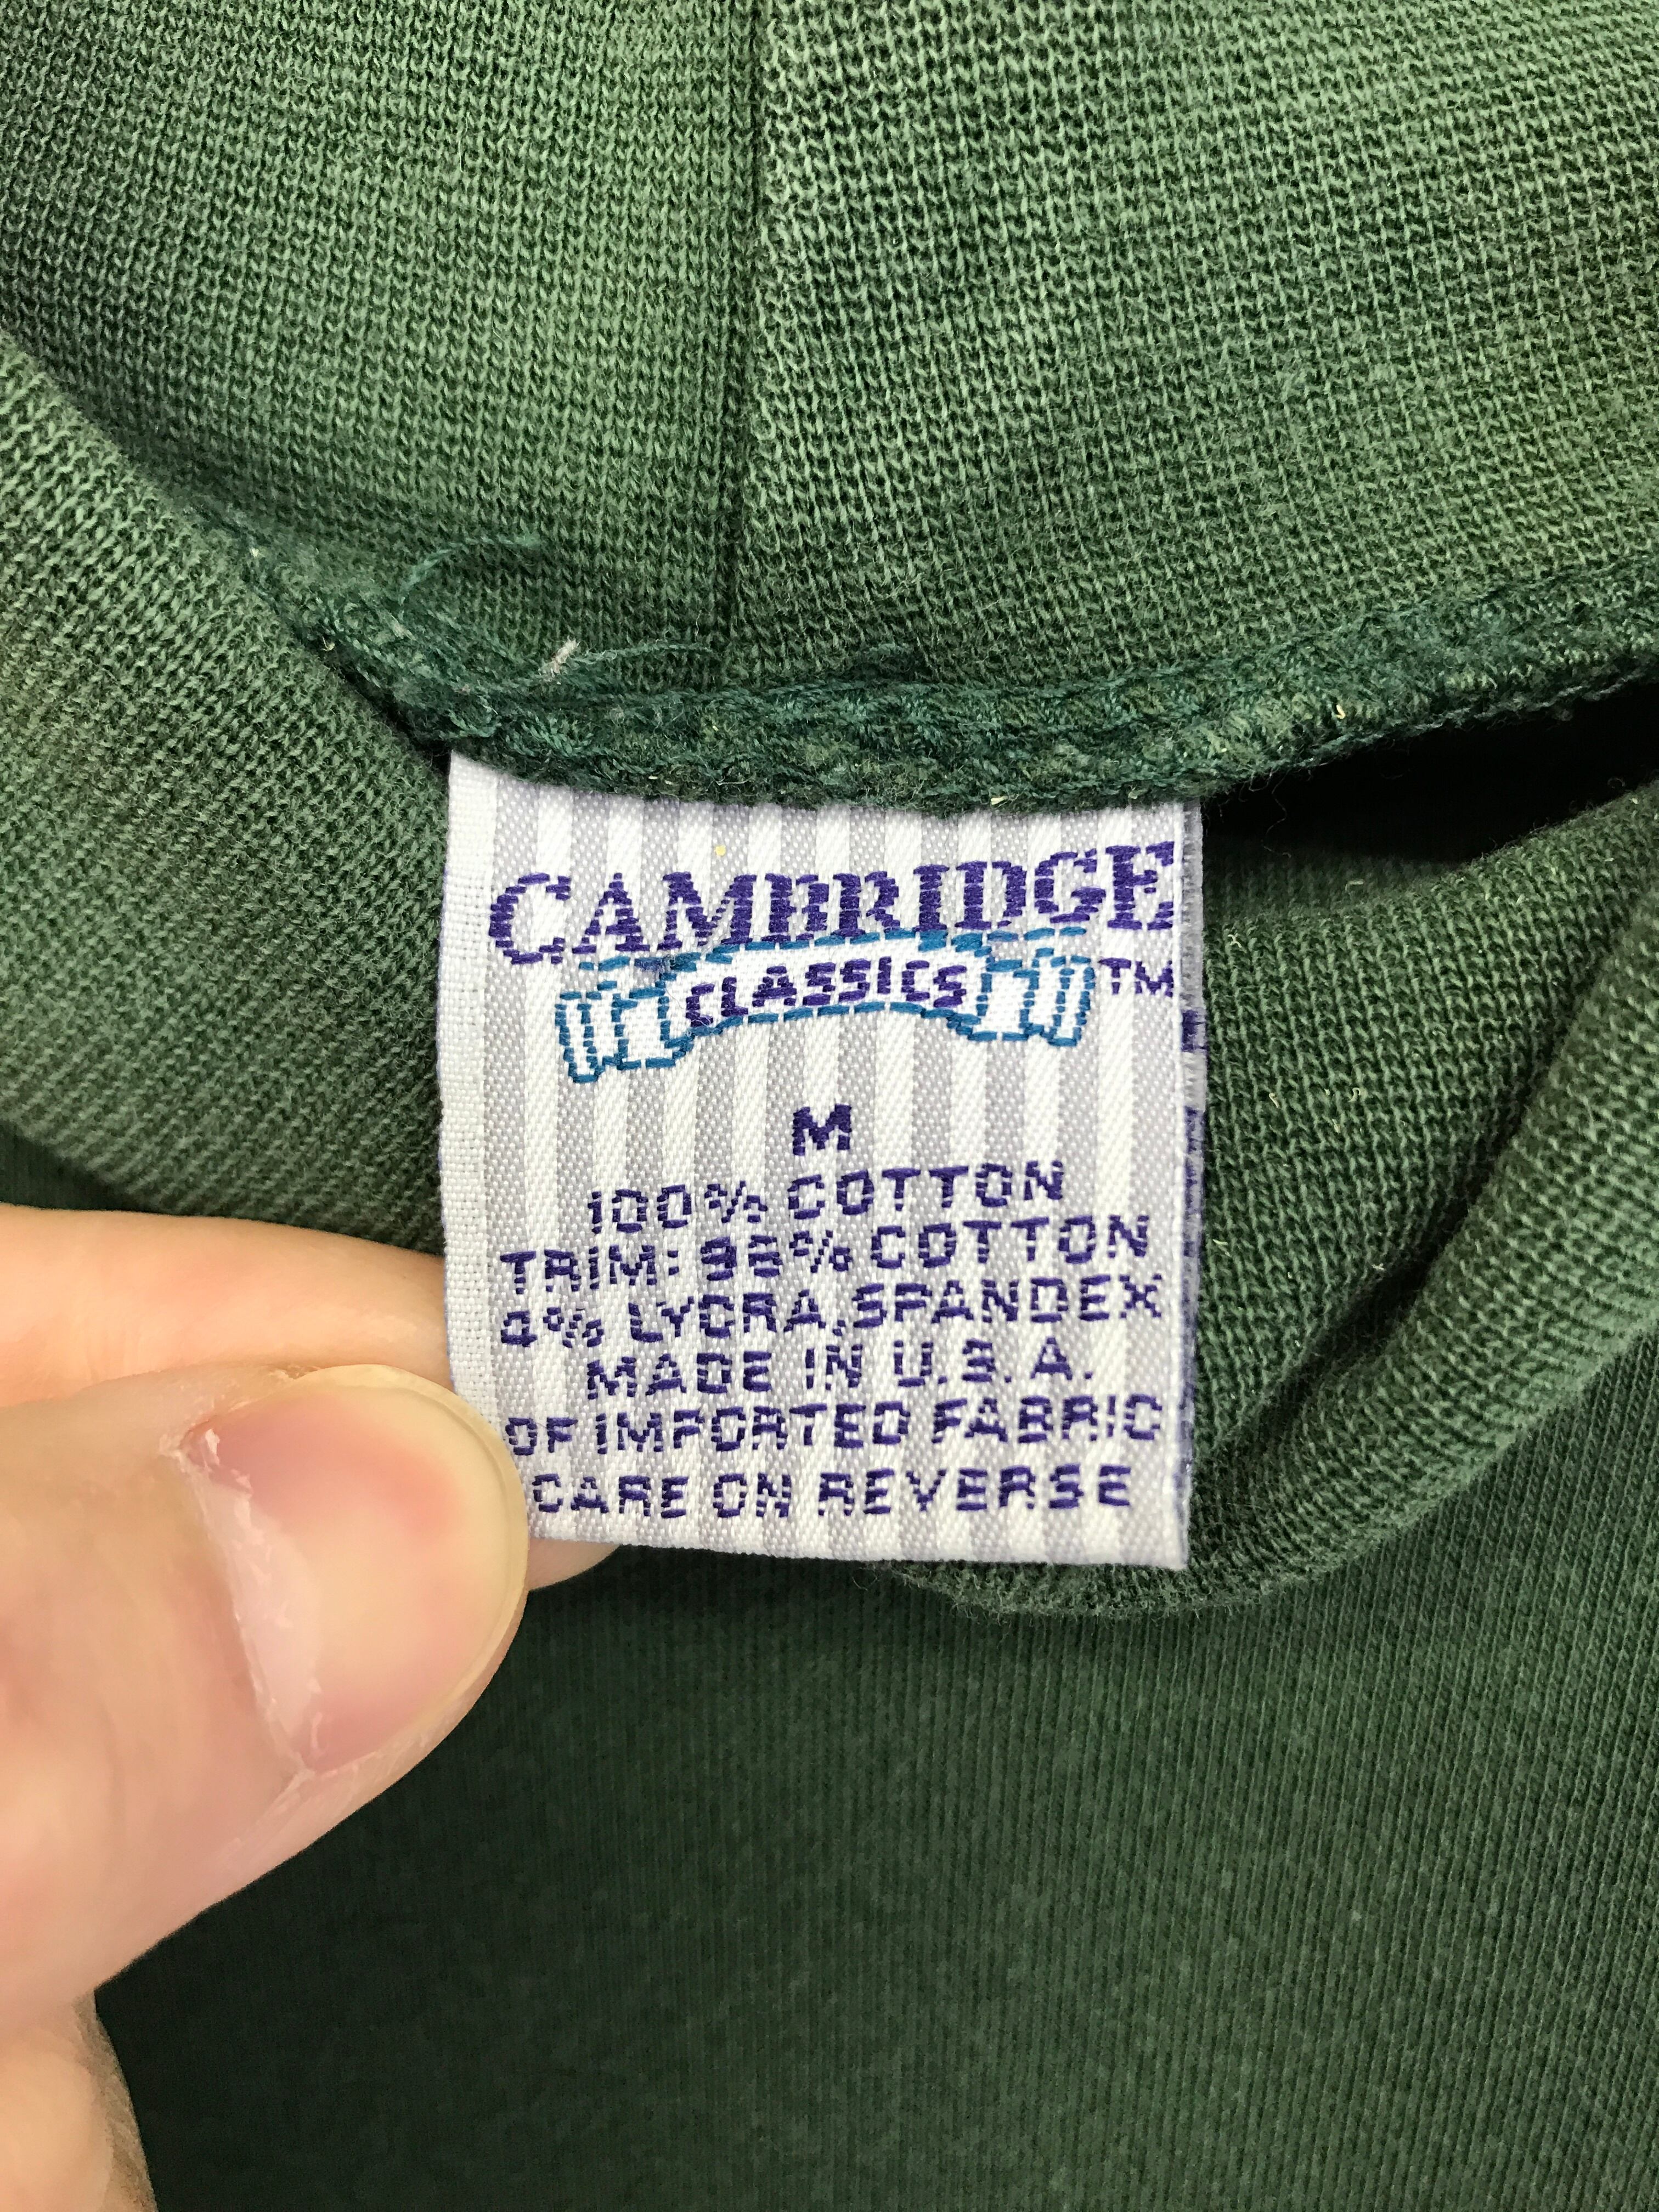 CAMBRIDGE
CLASSICS TM
M
100% COTTON
TRIM: 96% COTTON
4% LYCRA, SPANDEX
MADE IN U.S.A.
OF IMPORTED FABRIC
CARE ON REVERSE